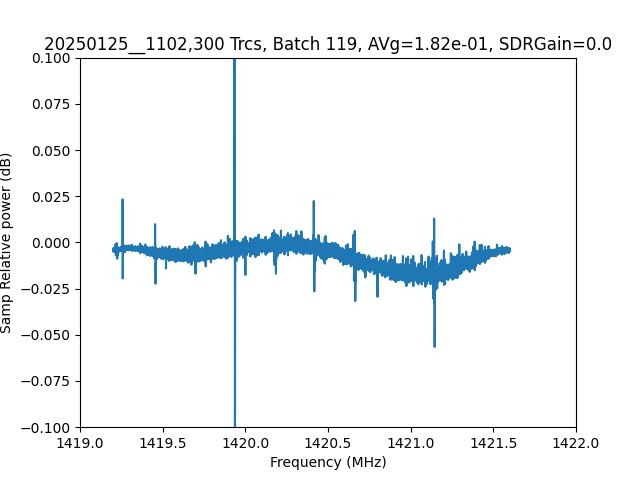 20250125__1102,300 Trcs, Batch 119, AVg=1.82e-01, SDRGain=0.0
0.100
0.075
0.050
0.025
0.000
−0.025
−0.050
−0.075
−0.100
Samp Relative power (dB)
1419.0 1419.5 1420.0 1420.5 1421.0 1421.5 1422.0
Frequency (MHz)